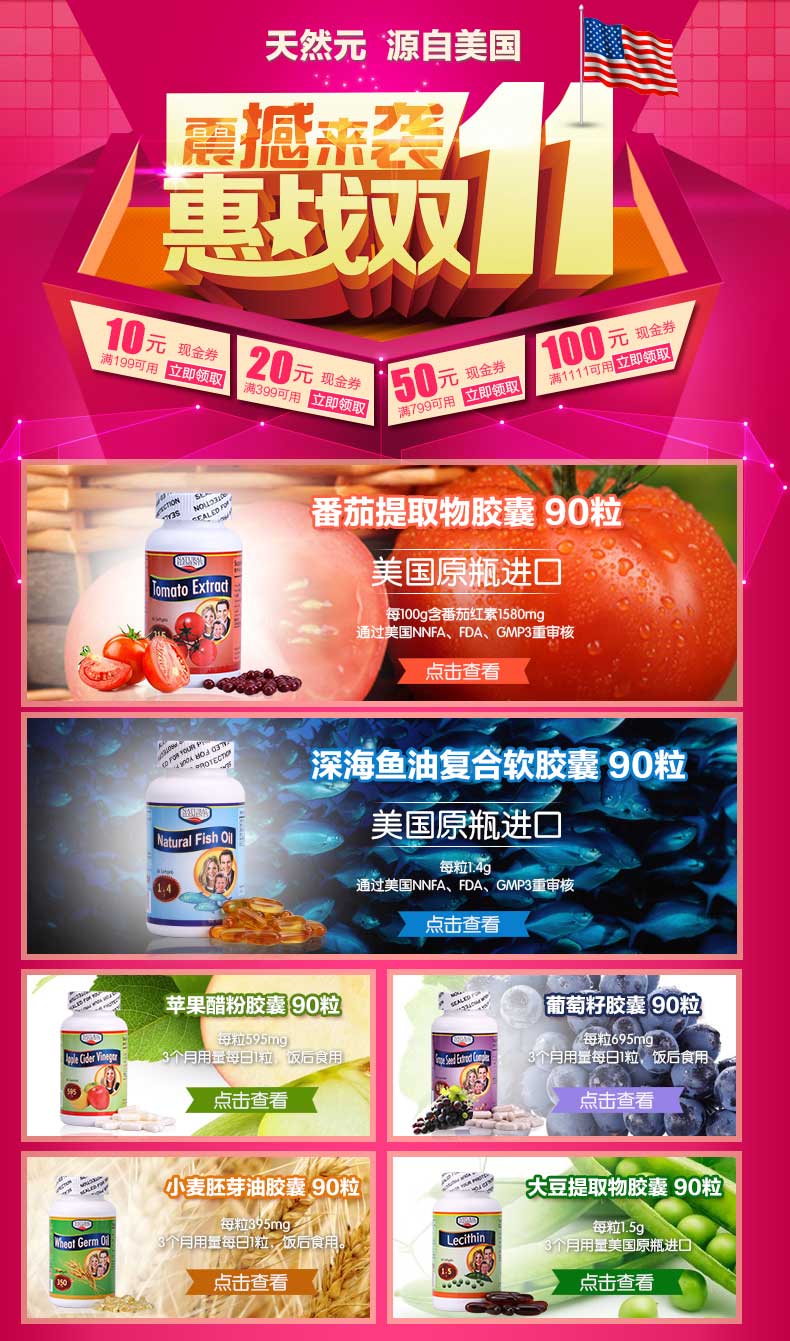 天然元 源自美国
震撼来袭
惠战双11
10元 现金券
满199可用 立即领取
20元 现金券
满399可用 立即领取
50元 现金券
满799可用 立即领取
100元 现金券
满1111可用 立即领取
番茄提取物胶囊 90粒
美国原瓶进口
每100g含番茄红素1580mg
通过美国NNFA、FDA、GMP3重审核
点击查看
NATURAL
ELEMENTS
Tomato Extract
深海鱼油复合软胶囊 90粒
美国原瓶进口
每粒1.4g
通过美国NNFA、FDA、GMP3重审核
点击查看
NATURAL
ELEMENTS
Natural Fish Oil
1.4
苹果醋粉胶囊 90粒
每粒595mg
3个月用量每日1粒，饭后食用
点击查看
Apple Cider Vinegar
595
葡萄籽胶囊 90粒
每粒695mg
3个月用量每日1粒，饭后食用
点击查看
Grape Seed Extract Complex
小麦胚芽油胶囊 90粒
每粒395mg
3个月用量每日1粒，饭后食用。
点击查看
Wheat Germ Oil
350
大豆提取物胶囊 90粒
每粒1.5g
3个月用量美国原瓶进口
点击查看
Lecithin
1.5